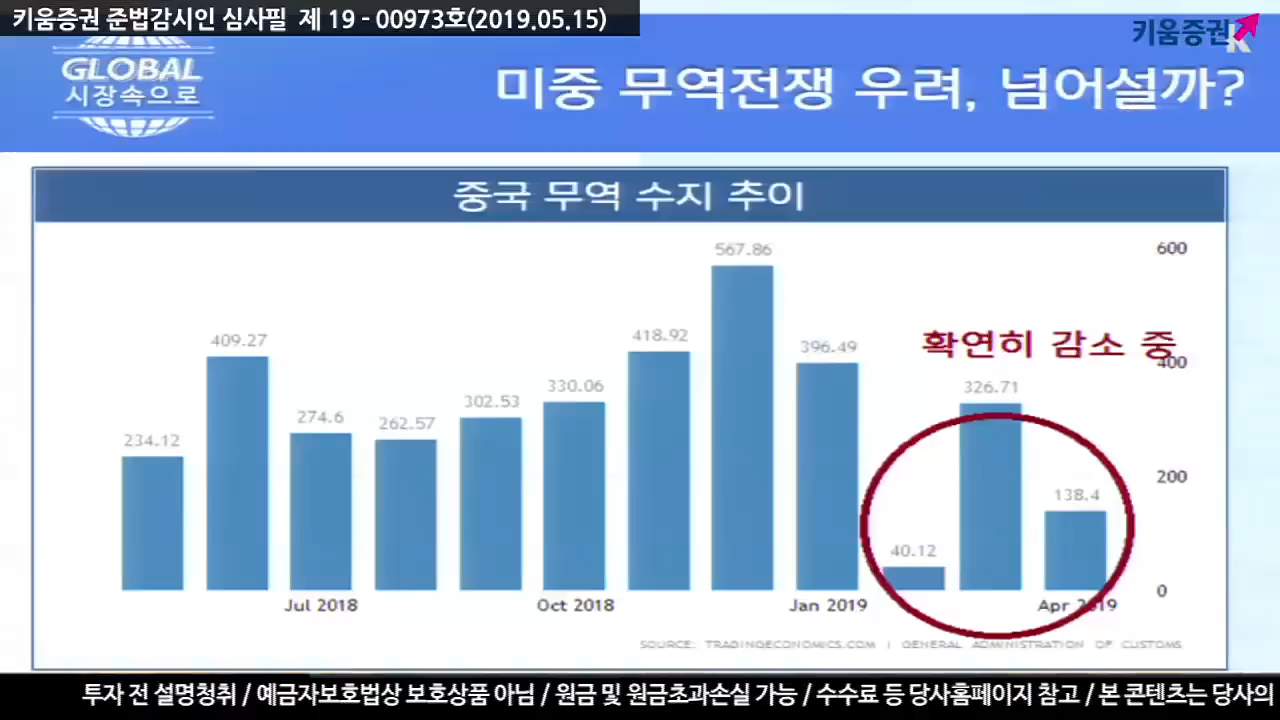 키움증권 준법감시인 심사필 제 19 - 00973호(2019.05.15)
키움증권
GLOBAL
시장속으로
미중 무역전쟁 우려, 넘어설까?
중국 무역 수지 추이
567.86
600
418.92
409.27
396.49
확연히 감소 중
400
330.06
326.71
302.53
274.6
262.57
234.12
200
138.4
40.12
0
Jul 2018
Oct 2018
Jan 2019
Apr 2019
SOURCE: TRADINGECONOMICS.COM | GENERAL ADMINISTRATION OF CUSTOMS
투자 전 설명청취 / 예금자보호법상 보호상품 아님 / 원금 및 원금초과손실 가능 / 수수료 등 당사홈페이지 참고 / 본 콘텐츠는 당사의